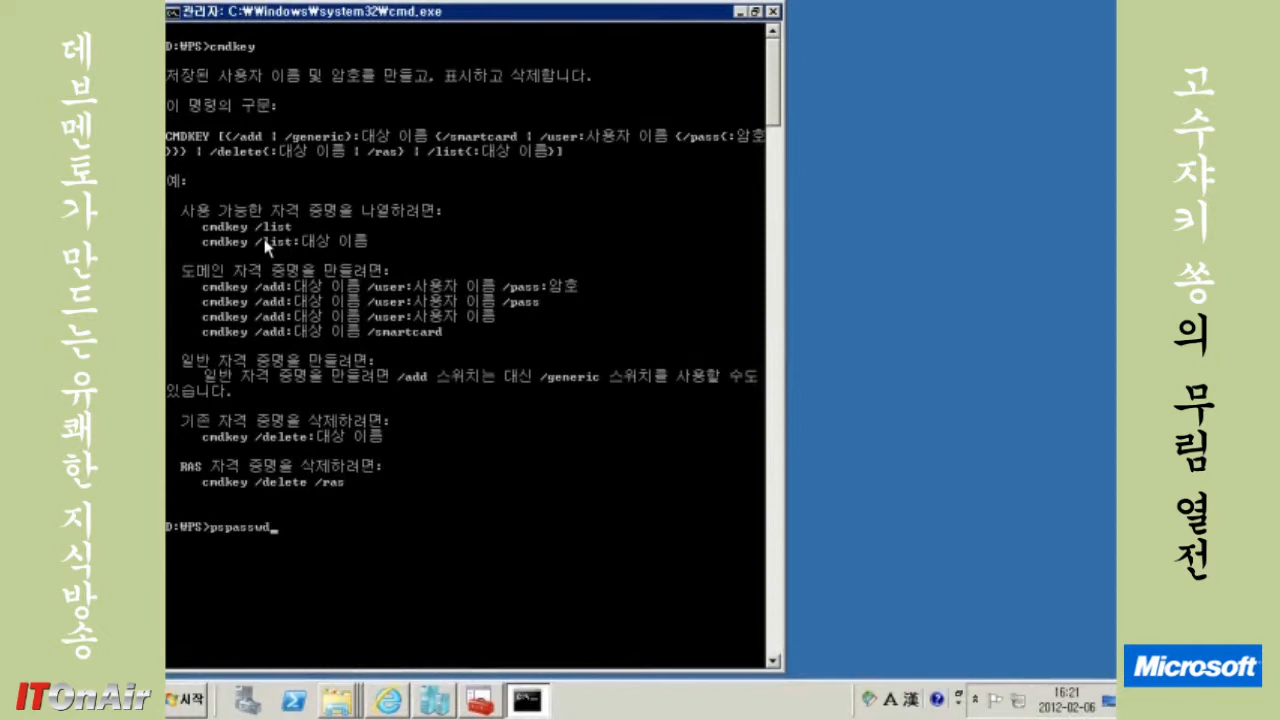 데브멘토가 만드는 유쾌한 지식방송
관리자: C:₩Windows₩system32₩cmd.exe
D:₩PS>cmdkey
저장된 사용자 이름 및 암호를 만들고, 표시하고 삭제합니다.
이 명령의 구문:
CMDKEY [{/add | /generic}:대상 이름 {/smartcard | /user:사용자 이름 {/pass{:암호
}}} | /delete{:대상 이름 | /ras} | /list{:대상 이름}]
예:
사용 가능한 자격 증명을 나열하려면:
cmdkey /list
cmdkey /list:대상 이름
도메인 자격 증명을 만들려면:
cmdkey /add:대상 이름 /user:사용자 이름 /pass:암호
cmdkey /add:대상 이름 /user:사용자 이름 /pass
cmdkey /add:대상 이름 /user:사용자 이름
cmdkey /add:대상 이름 /smartcard
일반 자격 증명을 만들려면:
일반 자격 증명을 만들려면 /add 스위치는 대신 /generic 스위치를 사용할 수도
있습니다.
기존 자격 증명을 삭제하려면:
cmdkey /delete:대상 이름
RAS 자격 증명을 삭제하려면:
cmdkey /delete /ras
D:₩PS>pspasswd_
고수쟈키 쏭의 무림 열전
Microsoft
ITOnAir
시작
A 漢
16:21
2012-02-06